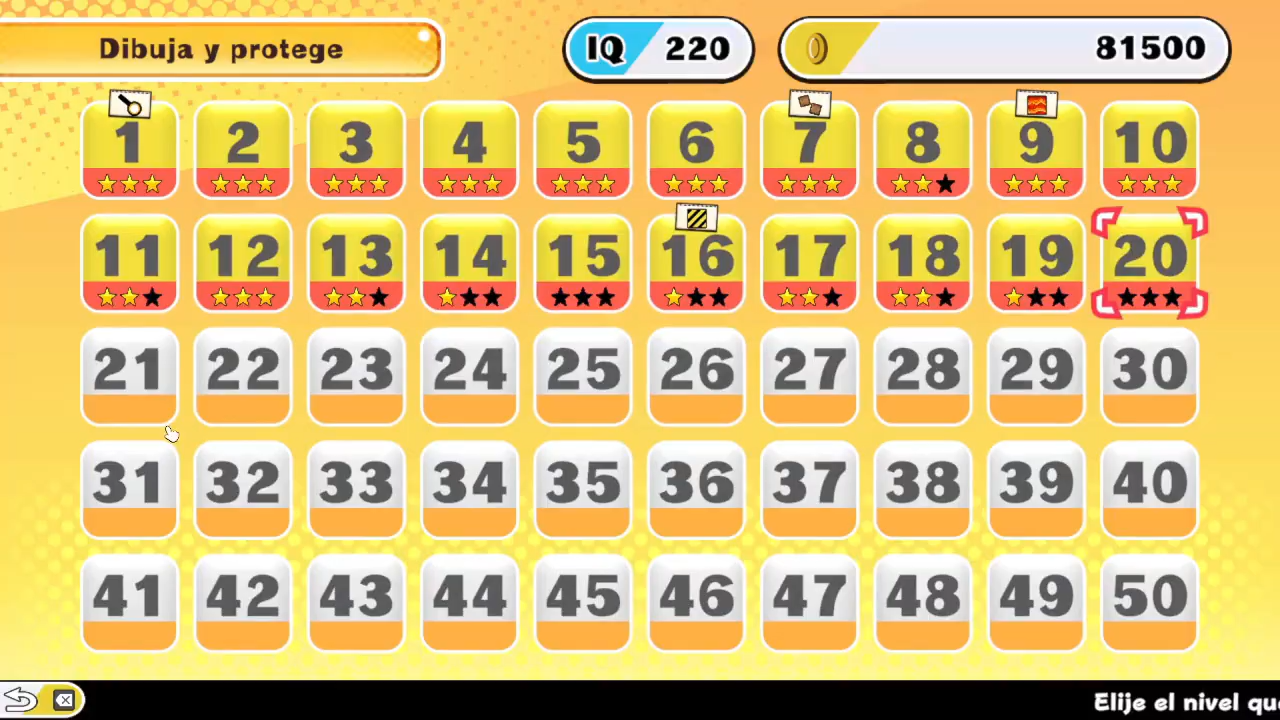 Dibuja y protege
IQ 220
81500
1 2 3 4 5 6 7 8 9 10
11 12 13 14 15 16 17 18 19 20
21 22 23 24 25 26 27 28 29 30
31 32 33 34 35 36 37 38 39 40
41 42 43 44 45 46 47 48 49 50
Elije el nivel qu